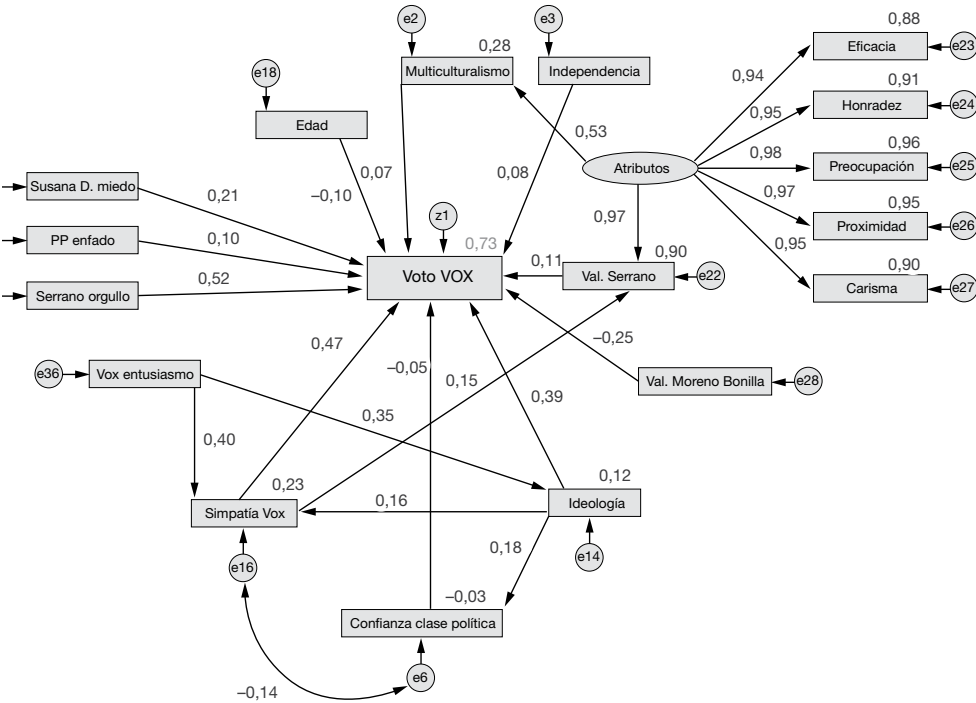 e2
e3
0,88
Eficacia
e23
0,28
Multiculturalismo
Independencia
e18
0,94
0,91
Honradez
e24
0,95
Edad
0,53
0,96
Preocupación
e25
0,98
Atributos
Susana D. miedo
0,21
–0,10
0,07
0,08
0,97
0,95
Proximidad
e26
z1
0,97
PP enfado
0,10
0,73
0,95
Voto VOX
0,11
0,90
Val. Serrano
e22
0,90
Carisma
e27
Serrano orgullo
0,52
0,47
–0,25
e36
Vox entusiasmo
–0,05
0,15
Val. Moreno Bonilla
e28
0,39
0,35
0,40
0,23
Simpatía Vox
0,16
0,12
Ideología
0,18
e14
e16
–0,03
Confianza clase política
e6
–0,14